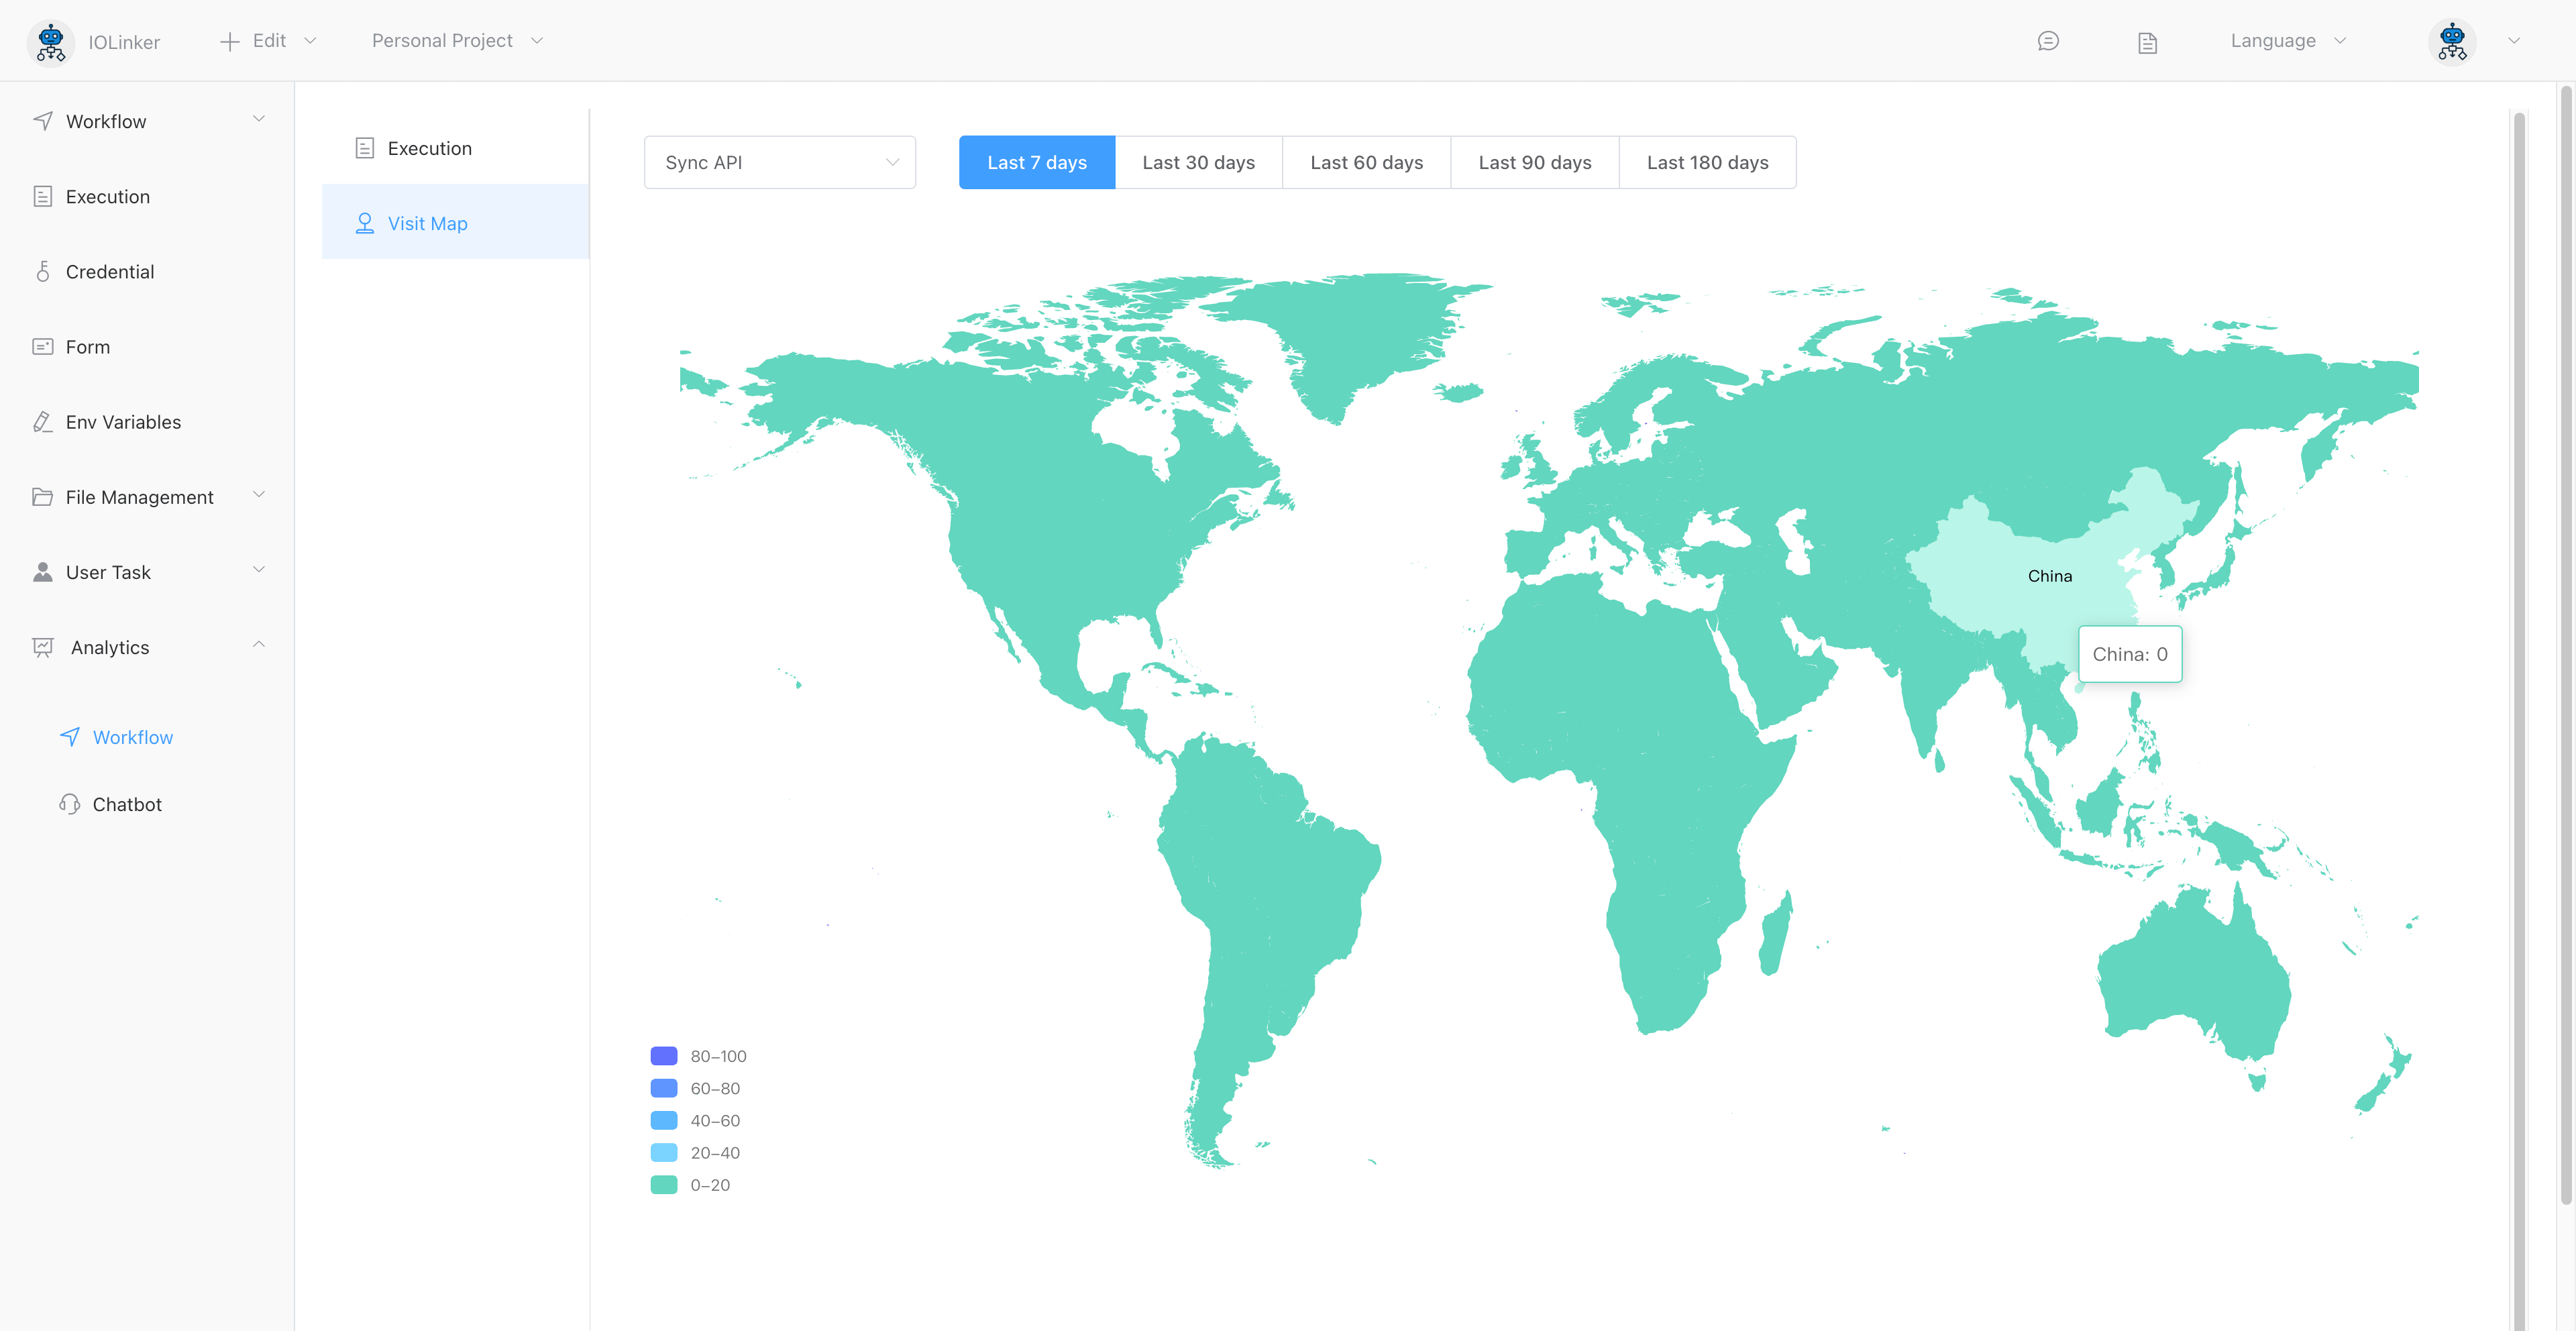 IOLinker
Edit
Personal Project
Language
Workflow
Execution
Credential
Form
Env Variables
File Management
User Task
Analytics
Workflow
Chatbot
Execution
Visit Map
Sync API
Last 7 days
Last 30 days
Last 60 days
Last 90 days
Last 180 days
China
China: 0
80–100
60–80
40–60
20–40
0–20